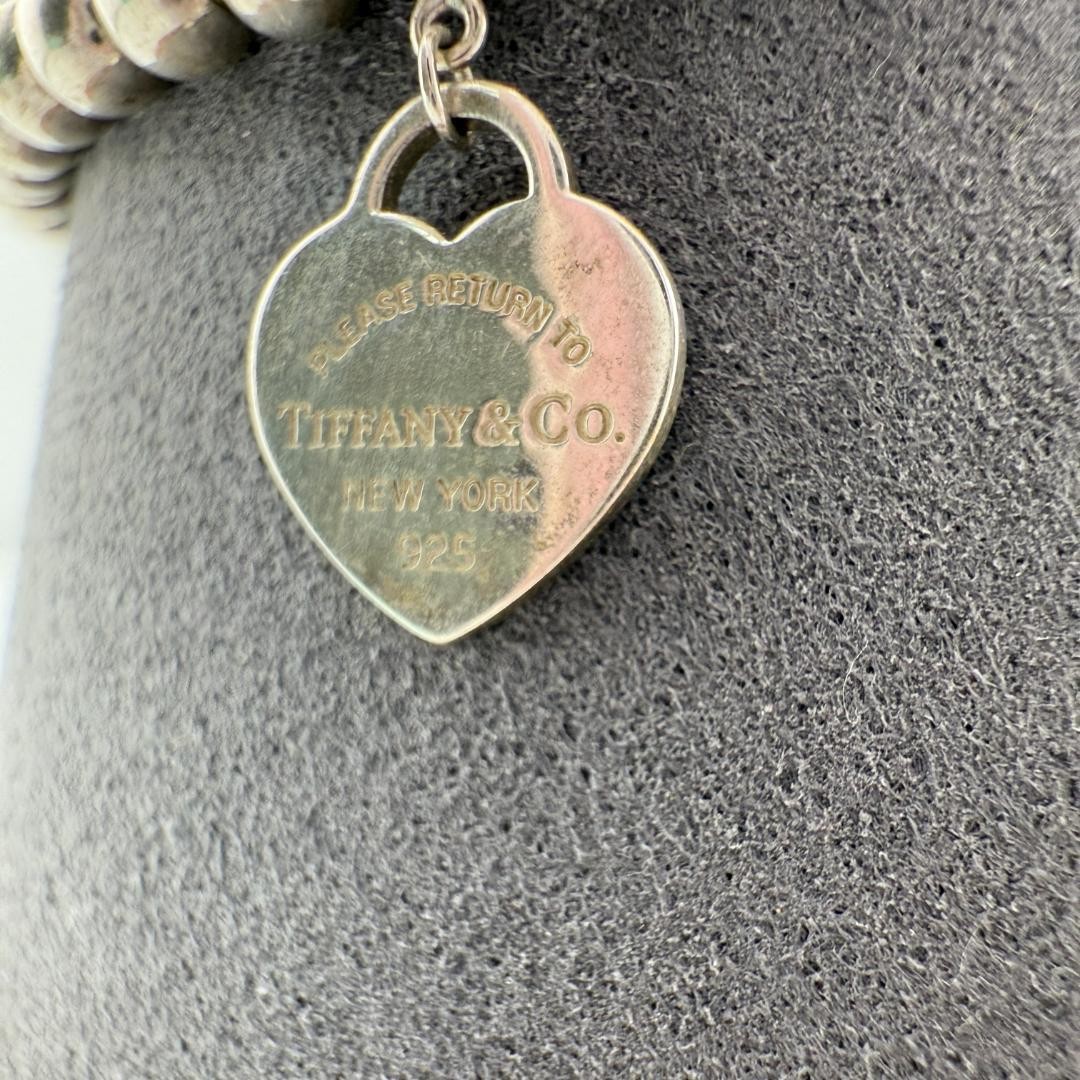 PLEASE RETURN TO
TIFFANY & CO.
NEW YORK
925